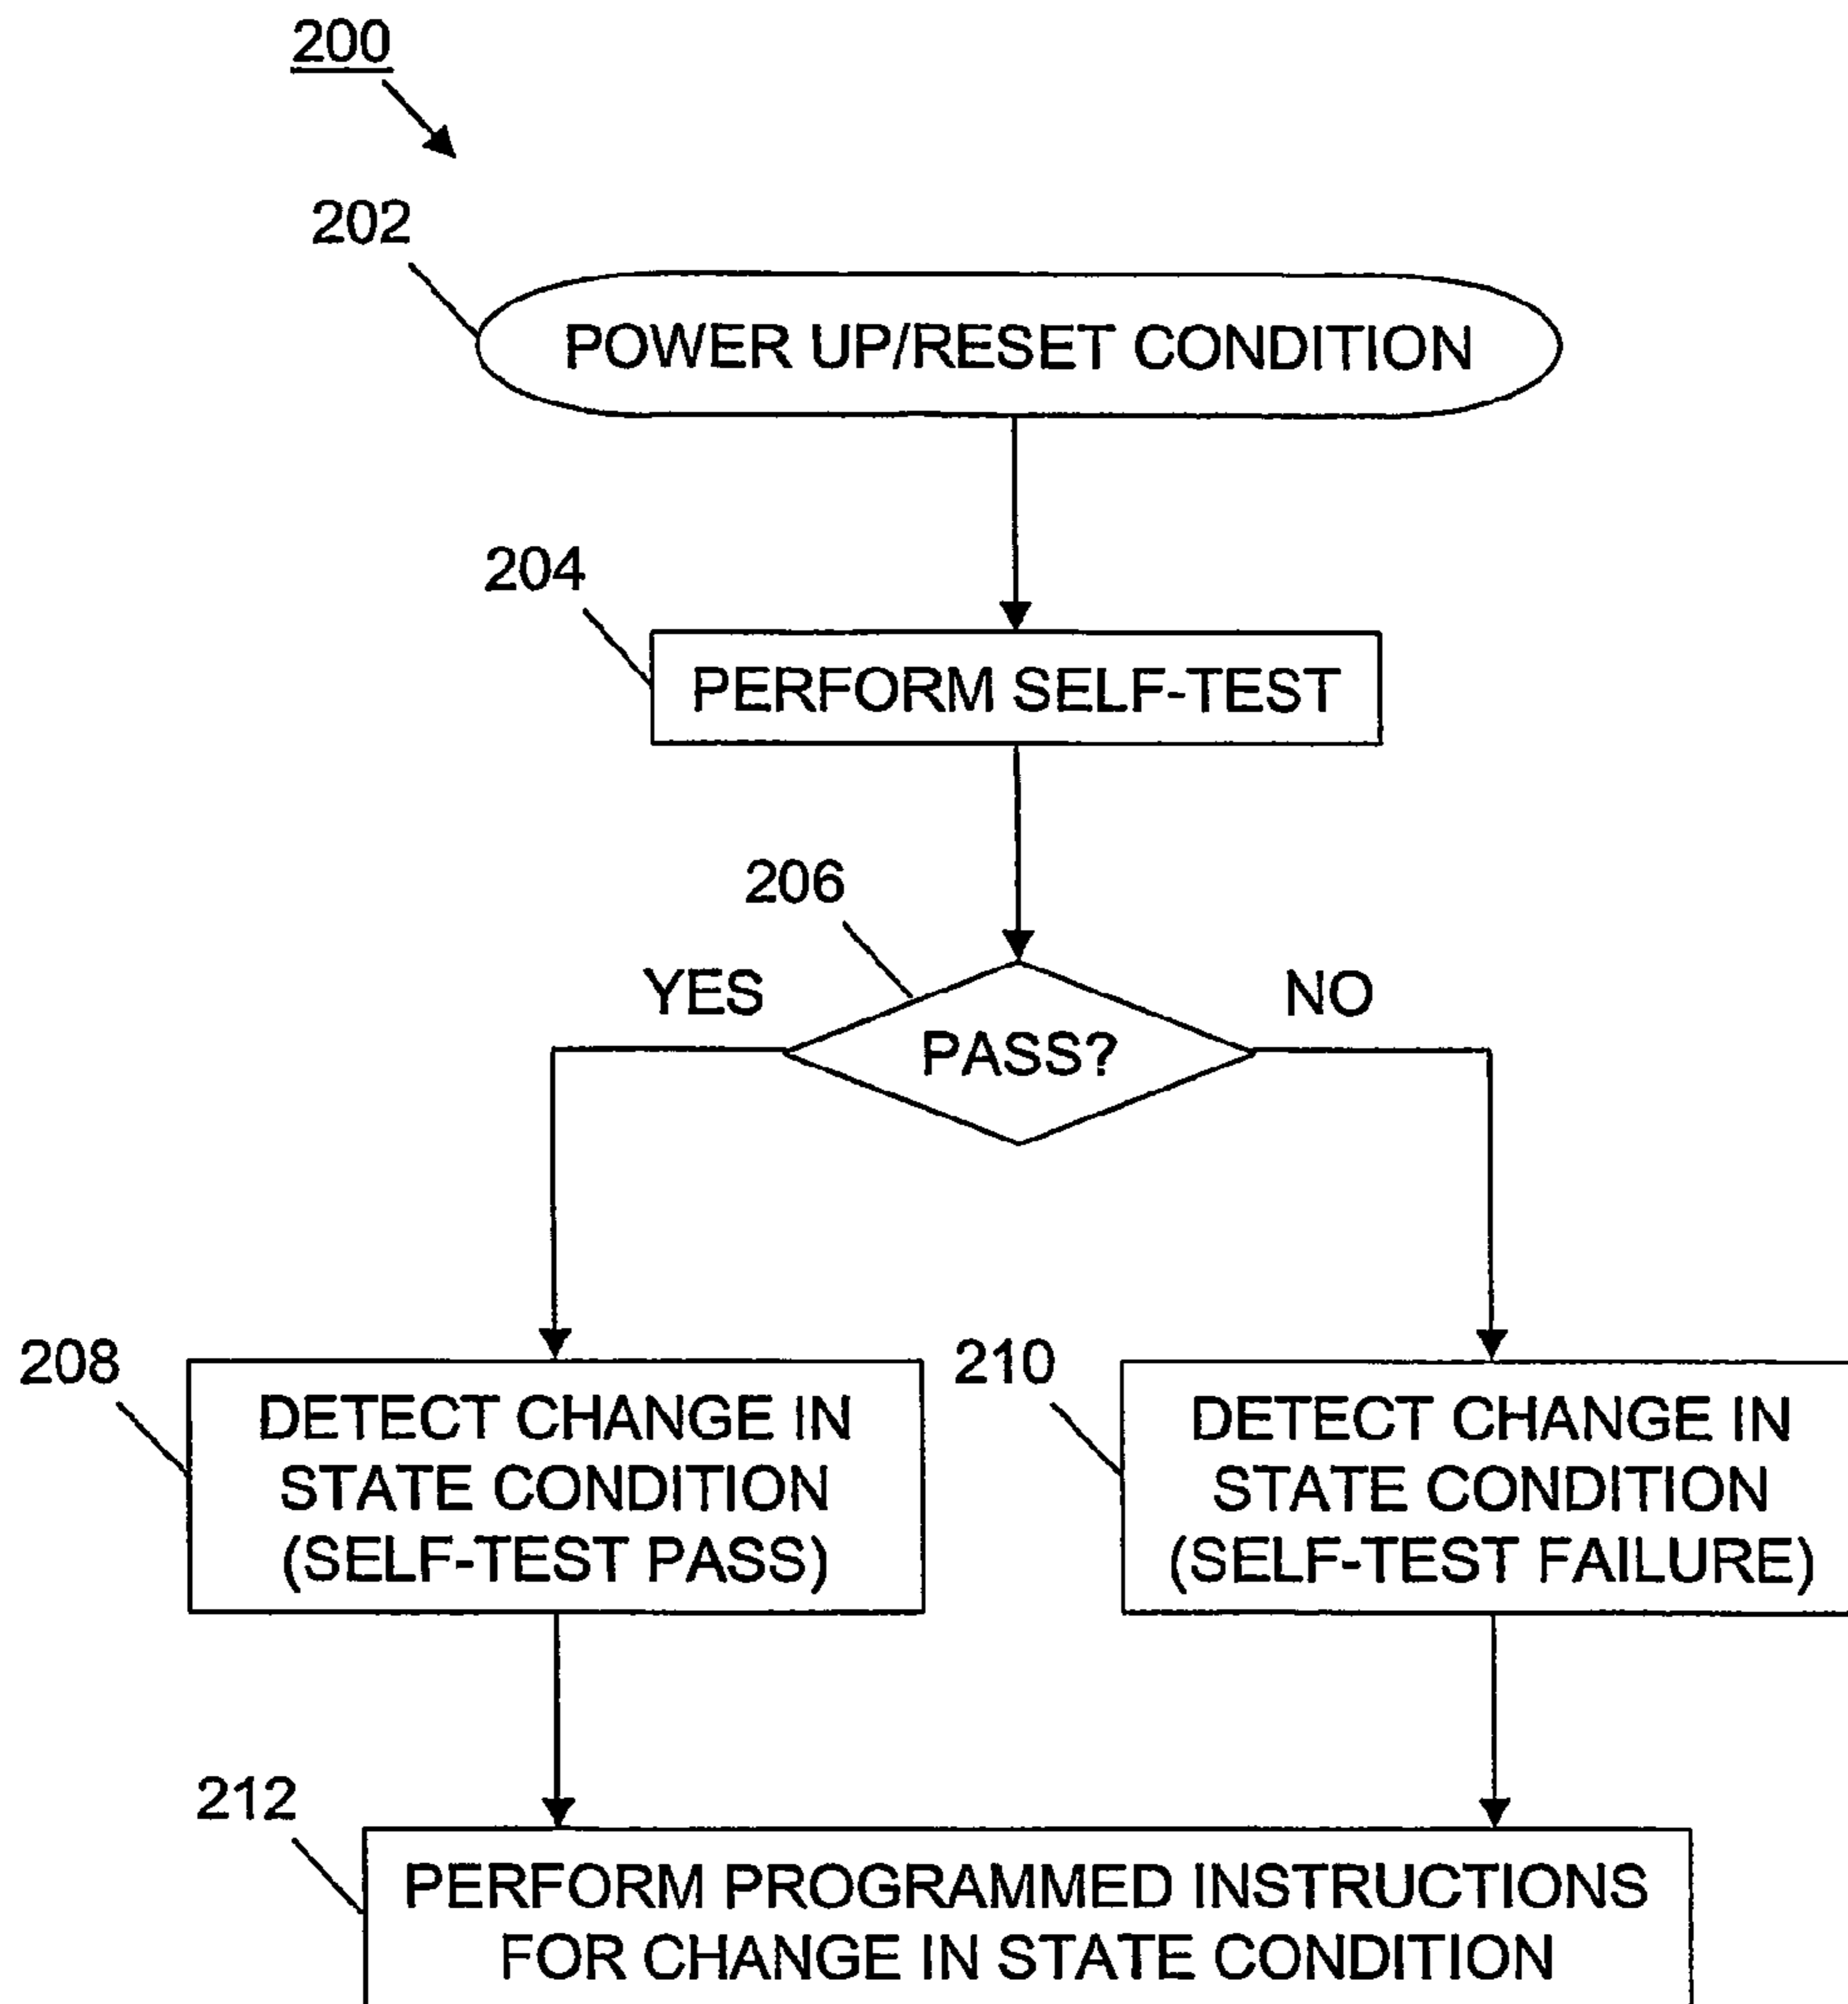 200
202
POWER UP/RESET CONDITION
204
PERFORM SELF-TEST
206
YES
NO
PASS?
208
DETECT CHANGE IN
STATE CONDITION
(SELF-TEST PASS)
210
DETECT CHANGE IN
STATE CONDITION
(SELF-TEST FAILURE)
212
PERFORM PROGRAMMED INSTRUCTIONS
FOR CHANGE IN STATE CONDITION